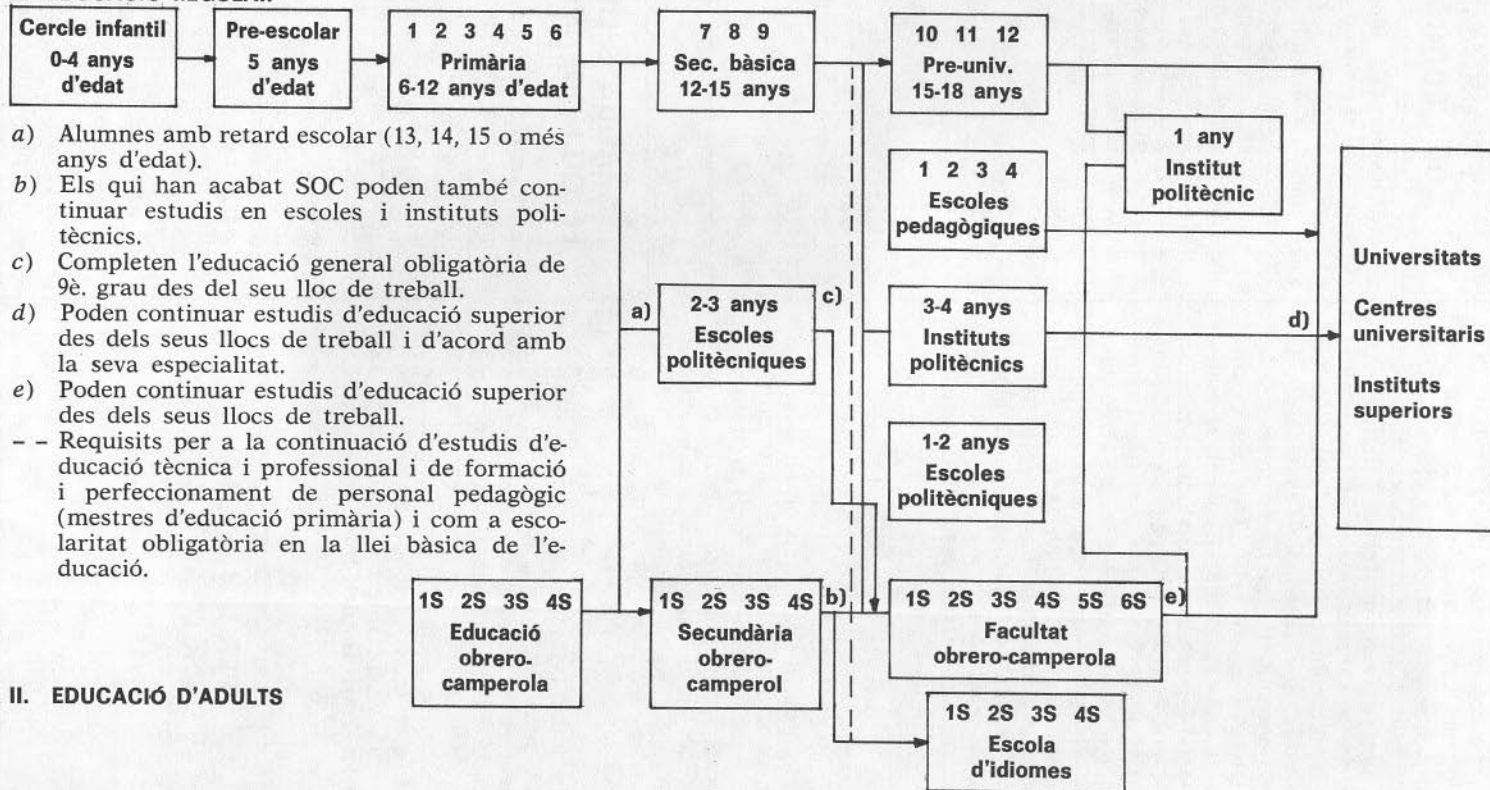 Cercle infantil
0-4 anys
d'edat
Pre-escolar
5 anys
d'edat
1 2 3 4 5 6
Primària
6-12 anys d'edat
7 8 9
Sec. bàsica
12-15 anys
10 11 12
Pre-univ.
15-18 anys
1 any
Institut
politècnic
1 2 3 4
Escoles
pedagògiques
a) Alumnes amb retard escolar (13, 14, 15 o més
anys d'edat).
b) Els qui han acabat SOC poden també con-
tinuar estudis en escoles i instituts poli-
tècnics.
c) Completen l'educació general obligatòria de
9è. grau des del seu lloc de treball.
d) Poden continuar estudis d'educació superior
des dels seus llocs de treball i d'acord amb
la seva especialitat.
e) Poden continuar estudis d'educació superior
des dels seus llocs de treball.
-- Requisits per a la continuació d'estudis d'e-
ducació tècnica i professional i de formació
i perfeccionament de personal pedagògic
(mestres d'educació primària) i com a esco-
laritat obligatòria en la llei bàsica de l'e-
ducació.
a)
2-3 anys
Escoles
politècniques
c)
3-4 anys
Instituts
politècnics
d)
Universitats
Centres
universitaris
Instituts
superiors
1-2 anys
Escoles
politècniques
1S 2S 3S 4S
Educació
obrero-
camperola
1S 2S 3S 4S
Secundària
obrero-
camperol
b)
1S 2S 3S 4S 5S 6S
Facultat
obrero-camperola
e)
1S 2S 3S 4S
Escola
d'idiomes
II. EDUCACIÓ D'ADULTS